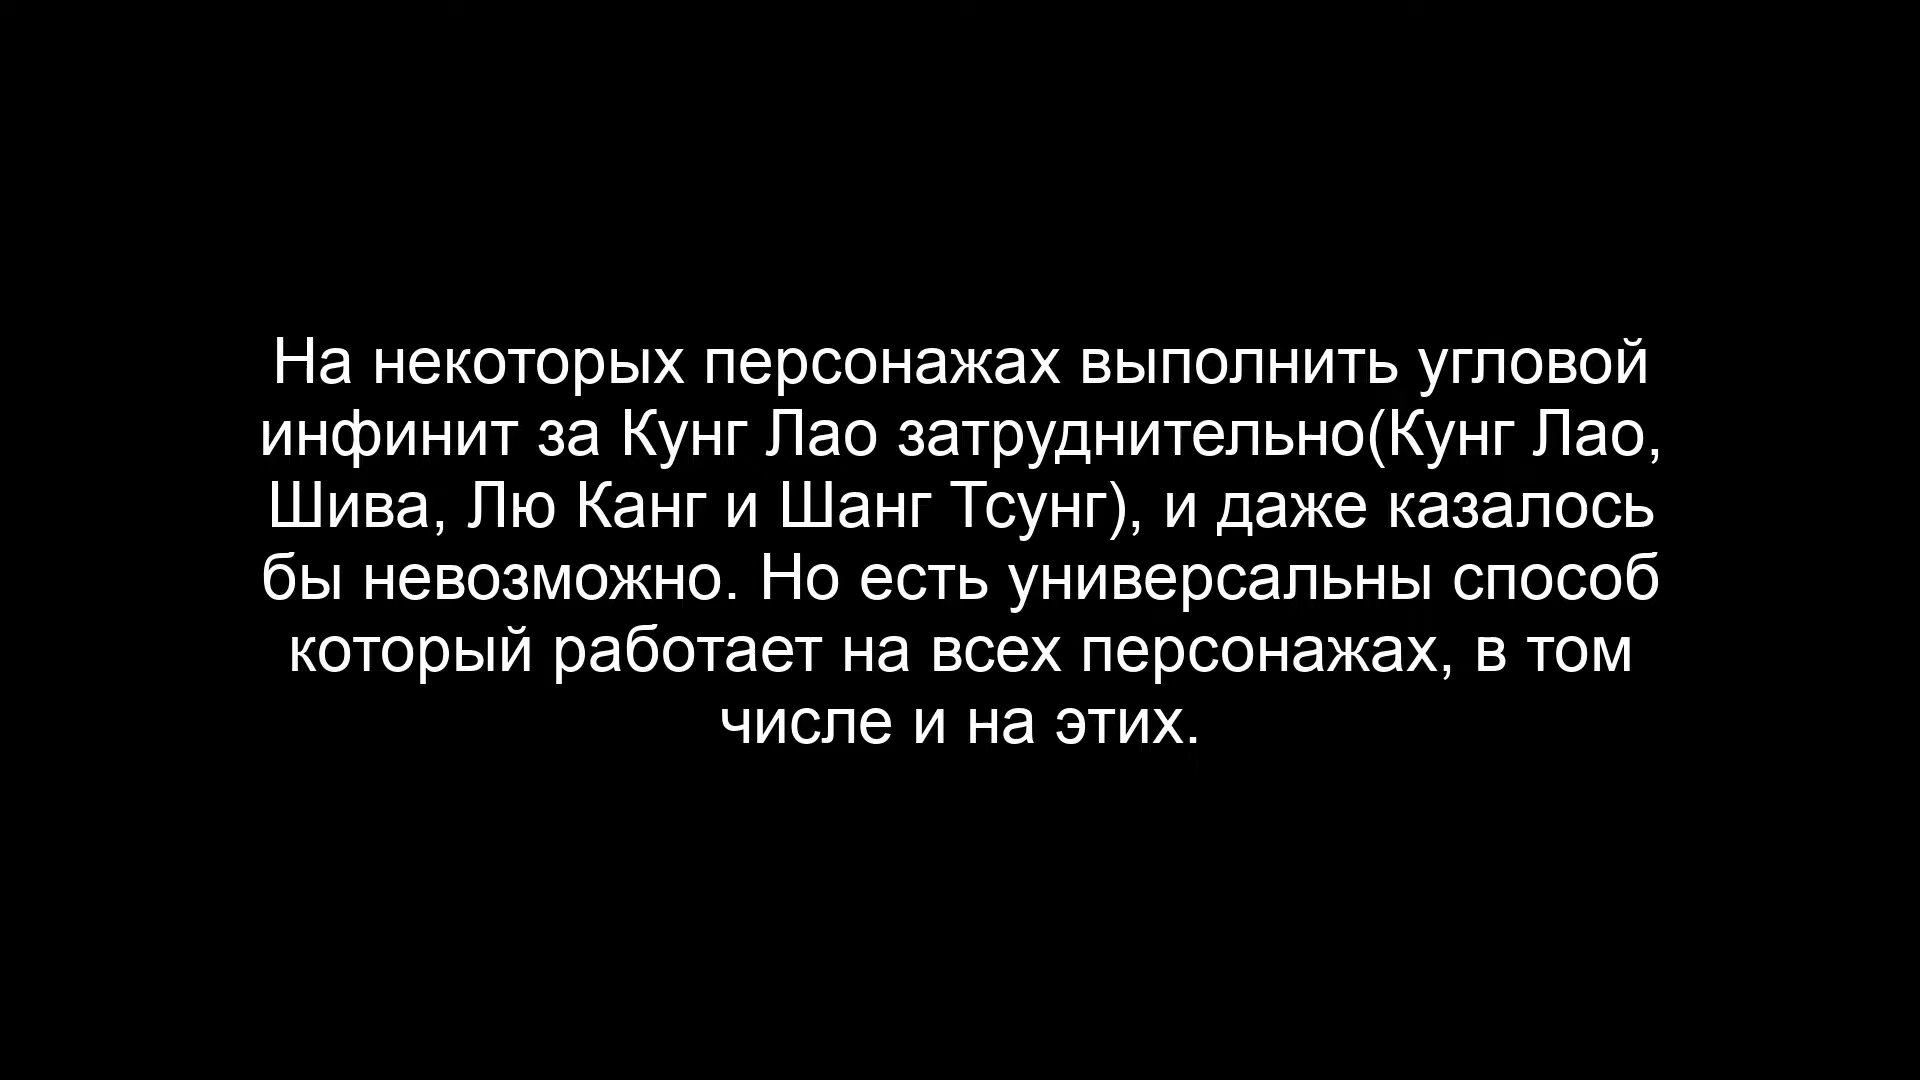 На некоторых персонажах выполнить угловой
инфинит за Кунг Лао затруднительно(Кунг Лао,
Шива, Лю Канг и Шанг Тсунг), и даже казалось
бы невозможно. Но есть универсальны способ
который работает на всех персонажах, в том
числе и на этих.